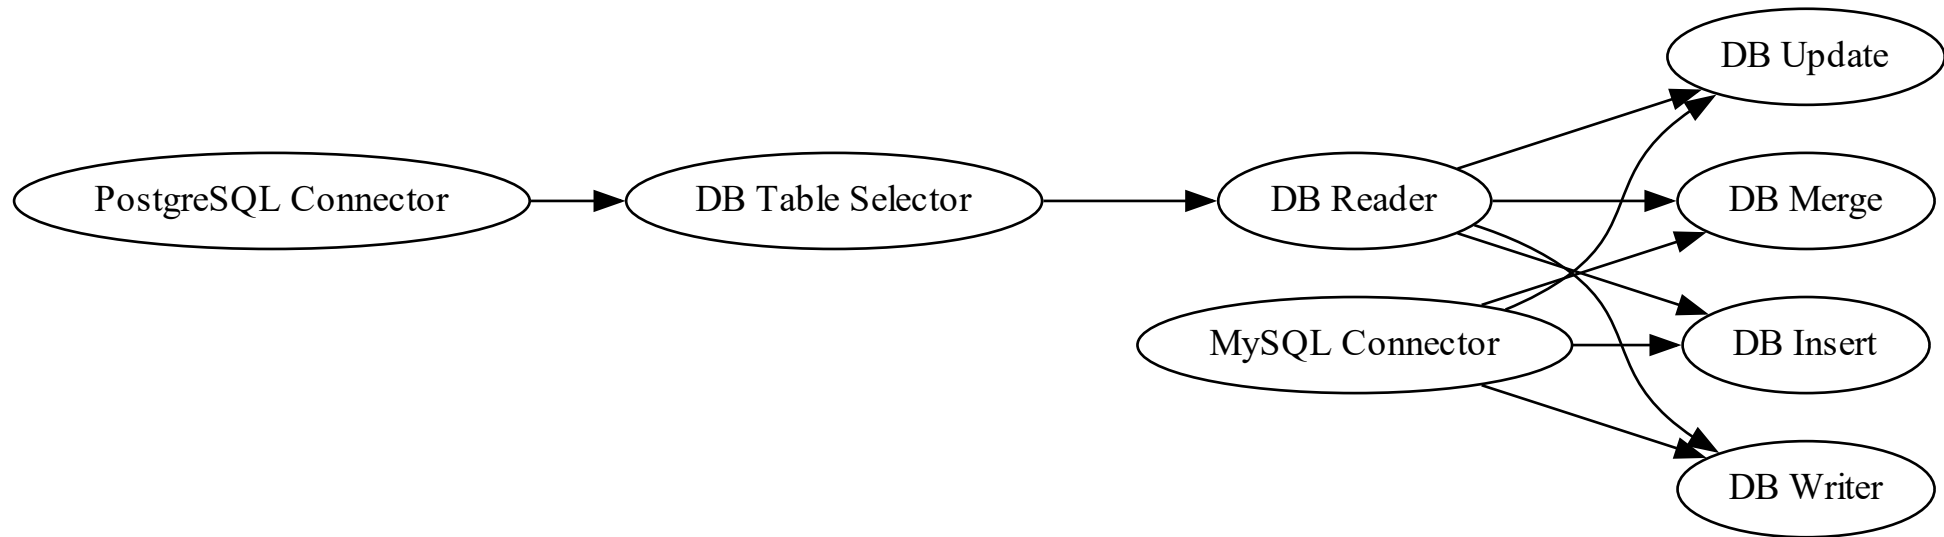 DB Update
PostgreSQL Connector
DB Table Selector
DB Reader
DB Merge
MySQL Connector
DB Insert
DB Writer